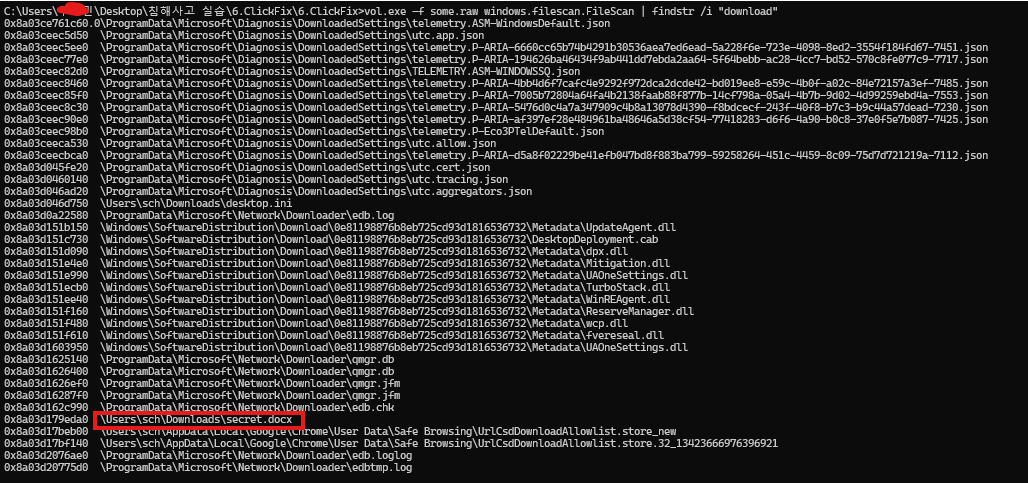 C:\Users\ 민\Desktop\침해사고 실습\6.ClickFix\6.ClickFix>vol.exe -f some.raw windows.filescan.FileScan | findstr /i "download"
0x8a03ce761c60.0\ProgramData\Microsoft\Diagnosis\DownloadedSettings\telemetry.ASM-WindowsDefault.json
0x8a03ceec5d50 \ProgramData\Microsoft\Diagnosis\DownloadedSettings\utc.app.json
0x8a03ceec5ee0 \ProgramData\Microsoft\Diagnosis\DownloadedSettings\telemetry.P-ARIA-6660cc65b74b4291b30536aea7ed6ead-5a228f6e-723e-4098-8ed2-3554f184fd67-7451.json
0x8a03ceec77e0 \ProgramData\Microsoft\Diagnosis\DownloadedSettings\telemetry.P-ARIA-194626ba46434f9ab441dd7ebda2aa64-5f64bebb-ac28-4cc7-bd52-570c8fe077c9-7717.json
0x8a03ceec82d0 \ProgramData\Microsoft\Diagnosis\DownloadedSettings\TELEMETRY.ASM-WINDOWSSQ.json
0x8a03ceec8460 \ProgramData\Microsoft\Diagnosis\DownloadedSettings\telemetry.P-ARIA-4bb4d6f7cafc4e9292f972dca2dcde42-bd019ee8-e59c-4b0f-a02c-84e72157a3ef-7485.json
0x8a03ceec85f0 \ProgramData\Microsoft\Diagnosis\DownloadedSettings\telemetry.P-ARIA-7005b72804a64fa4b2138faab88f877b-14cf798a-05a4-4b7b-9d02-4d99259ebd4a-7553.json
0x8a03ceec8c30 \ProgramData\Microsoft\Diagnosis\DownloadedSettings\telemetry.P-ARIA-5476d0c4a7a347909c4b8a13078d4390-f8bdcecf-243f-40f8-b7c3-b9c44a57dead-7230.json
0x8a03ceec90e0 \ProgramData\Microsoft\Diagnosis\DownloadedSettings\telemetry.P-ARIA-af397ef28e484961ba48646a5d38cf54-77418283-d6f6-4a90-b0c8-37e0f5e7b087-7425.json
0x8a03ceec98b0 \ProgramData\Microsoft\Diagnosis\DownloadedSettings\telemetry.P-Eco3PTelDefault.json
0x8a03ceeca530 \ProgramData\Microsoft\Diagnosis\DownloadedSettings\utc.allow.json
0x8a03ceecbca0 \ProgramData\Microsoft\Diagnosis\DownloadedSettings\telemetry.P-ARIA-d5a8f02229be41efb047bd8f883ba799-59258264-451c-4459-8c09-75d7d721219a-7112.json
0x8a03d045fe20 \ProgramData\Microsoft\Diagnosis\DownloadedSettings\utc.cert.json
0x8a03d0460140 \ProgramData\Microsoft\Diagnosis\DownloadedSettings\utc.tracing.json
0x8a03d046ad20 \ProgramData\Microsoft\Diagnosis\DownloadedSettings\utc.aggregators.json
0x8a03d046d750 \Users\sch\Downloads\desktop.ini
0x8a03d0a22580 \ProgramData\Microsoft\Network\Downloader\edb.log
0x8a03d151b150 \Windows\SoftwareDistribution\Download\0e81198876b8eb725cd93d1816536732\Metadata\UpdateAgent.dll
0x8a03d151c730 \Windows\SoftwareDistribution\Download\0e81198876b8eb725cd93d1816536732\DesktopDeployment.cab
0x8a03d151d090 \Windows\SoftwareDistribution\Download\0e81198876b8eb725cd93d1816536732\Metadata\dpx.dll
0x8a03d151e4e0 \Windows\SoftwareDistribution\Download\0e81198876b8eb725cd93d1816536732\Metadata\Mitigation.dll
0x8a03d151e990 \Windows\SoftwareDistribution\Download\0e81198876b8eb725cd93d1816536732\Metadata\UAOneSettings.dll
0x8a03d151ecb0 \Windows\SoftwareDistribution\Download\0e81198876b8eb725cd93d1816536732\Metadata\TurboStack.dll
0x8a03d151ee40 \Windows\SoftwareDistribution\Download\0e81198876b8eb725cd93d1816536732\Metadata\WinREAgent.dll
0x8a03d151f160 \Windows\SoftwareDistribution\Download\0e81198876b8eb725cd93d1816536732\Metadata\ReserveManager.dll
0x8a03d151f480 \Windows\SoftwareDistribution\Download\0e81198876b8eb725cd93d1816536732\Metadata\wcp.dll
0x8a03d151f610 \Windows\SoftwareDistribution\Download\0e81198876b8eb725cd93d1816536732\Metadata\fvereseal.dll
0x8a03d1603950 \Windows\SoftwareDistribution\Download\0e81198876b8eb725cd93d1816536732\Metadata\UAOneSettings.dll
0x8a03d1625140 \ProgramData\Microsoft\Network\Downloader\qmgr.db
0x8a03d1626400 \ProgramData\Microsoft\Network\Downloader\qmgr.db
0x8a03d1626ef0 \ProgramData\Microsoft\Network\Downloader\qmgr.jfm
0x8a03d16287f0 \ProgramData\Microsoft\Network\Downloader\qmgr.jfm
0x8a03d162c990 \ProgramData\Microsoft\Network\Downloader\edb.chk
0x8a03d179eda0 \Users\sch\Downloads\secret.docx
0x8a03d17beb00 \Users\sch\AppData\Local\Google\Chrome\User Data\Safe Browsing\UrlCsdDownloadAllowlist.store_new
0x8a03d17bf140 \Users\sch\AppData\Local\Google\Chrome\User Data\Safe Browsing\UrlCsdDownloadAllowlist.store.32_13423666976396921
0x8a03d2076ae0 \ProgramData\Microsoft\Network\Downloader\edb.loglog
0x8a03d20775d0 \ProgramData\Microsoft\Network\Downloader\edbtmp.log